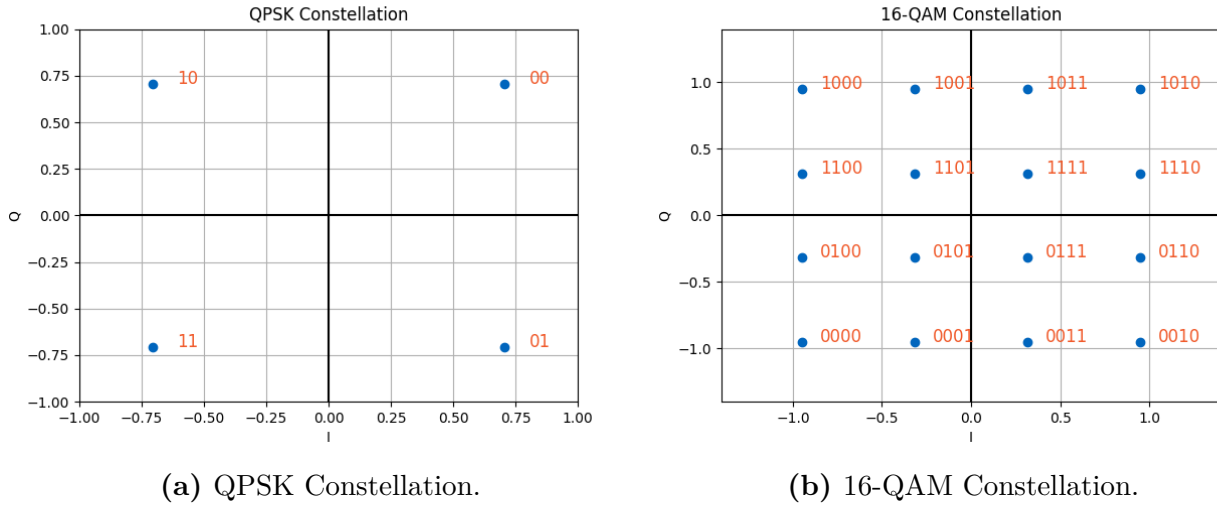 QPSK Constellation
1.00
0.75
0.50
0.25
0.00
−0.25
−0.50
−0.75
−1.00
Q
10
00
11
01
−1.00
−0.75
−0.50
−0.25
0.00
0.25
0.50
0.75
1.00
I
(a) QPSK Constellation.
16-QAM Constellation
1.0
0.5
0.0
−0.5
−1.0
Q
1000 1001 1011 1010
1100 1101 1111 1110
0100 0101 0111 0110
0000 0001 0011 0010
−1.0 −0.5 0.0 0.5 1.0
I
(b) 16-QAM Constellation.